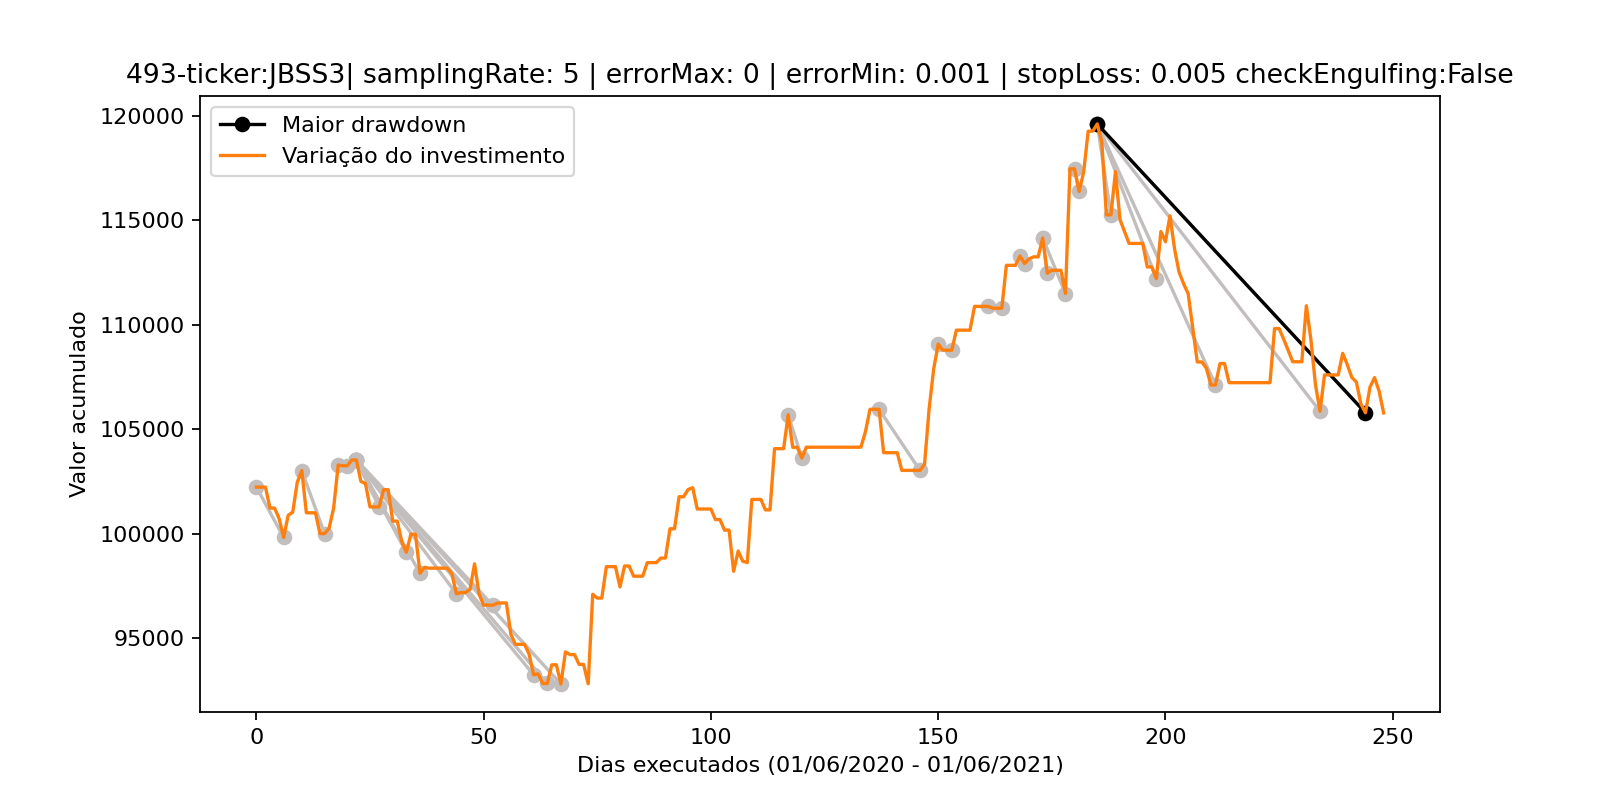 493-ticker:JBSS3| samplingRate: 5 | errorMax: 0 | errorMin: 0.001 | stopLoss: 0.005 checkEngulfing:False
Maior drawdown
Variação do investimento
120000
115000
110000
105000
100000
95000
Valor acumulado
0 50 100 150 200 250
Dias executados (01/06/2020 - 01/06/2021)